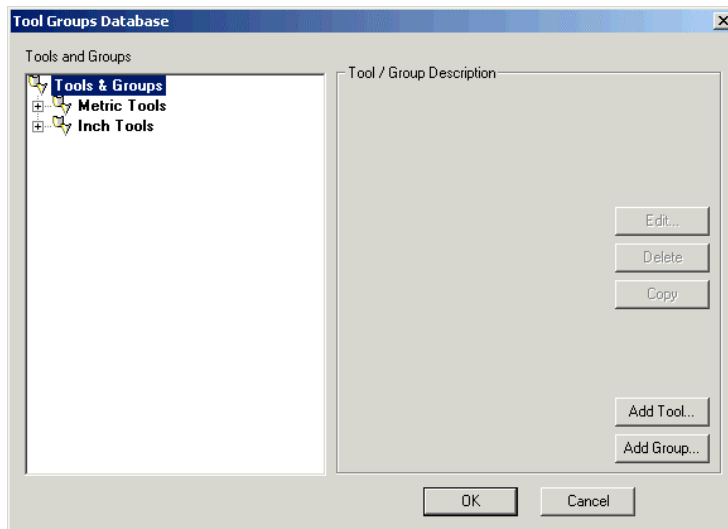 Tool Groups Database
Tools and Groups
Tools & Groups
Metric Tools
Inch Tools
Tool / Group Description
Edit...
Delete
Copy
Add Tool...
Add Group...
OK
Cancel